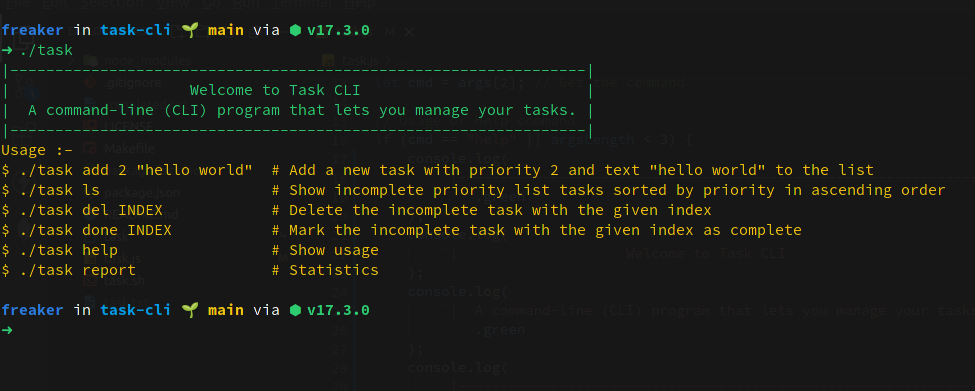 freaker in task-cli 🌱 main via ⬢ v17.3.0
➜ ./task
|----------------------------------------------------------------|
|                    Welcome to Task CLI                         |
|  A command-line (CLI) program that lets you manage your tasks. |
|----------------------------------------------------------------|
Usage :-
$ ./task add 2 "hello world"  # Add a new task with priority 2 and text "hello world" to the list
$ ./task ls                   # Show incomplete priority list tasks sorted by priority in ascending order
$ ./task del INDEX            # Delete the incomplete task with the given index
$ ./task done INDEX           # Mark the incomplete task with the given index as complete
$ ./task help                 # Show usage
$ ./task report               # Statistics
freaker in task-cli 🌱 main via ⬢ v17.3.0
➜